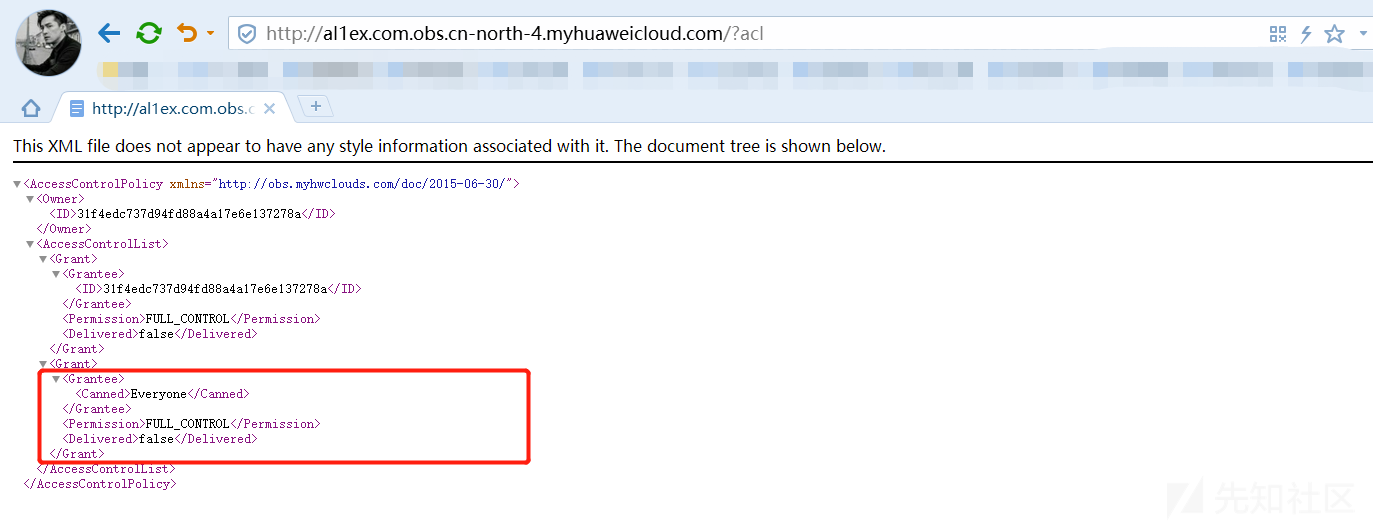 http://al1ex.com.obs.cn-north-4.myhuaweicloud.com/?acl
http://al1ex.com.obs.c
This XML file does not appear to have any style information associated with it. The document tree is shown below.
<AccessControlPolicy xmlns="http://obs.myhwclouds.com/doc/2015-06-30/">
<Owner>
<ID>31f4edc737d94fd88a4a17e6e137278a</ID>
</Owner>
<AccessControlList>
<Grant>
<Grantee>
<ID>31f4edc737d94fd88a4a17e6e137278a</ID>
</Grantee>
<Permission>FULL_CONTROL</Permission>
<Delivered>false</Delivered>
</Grant>
<Grant>
<Grantee>
<Canned>Everyone</Canned>
</Grantee>
<Permission>FULL_CONTROL</Permission>
<Delivered>false</Delivered>
</Grant>
</AccessControlList>
</AccessControlPolicy>
先知社区